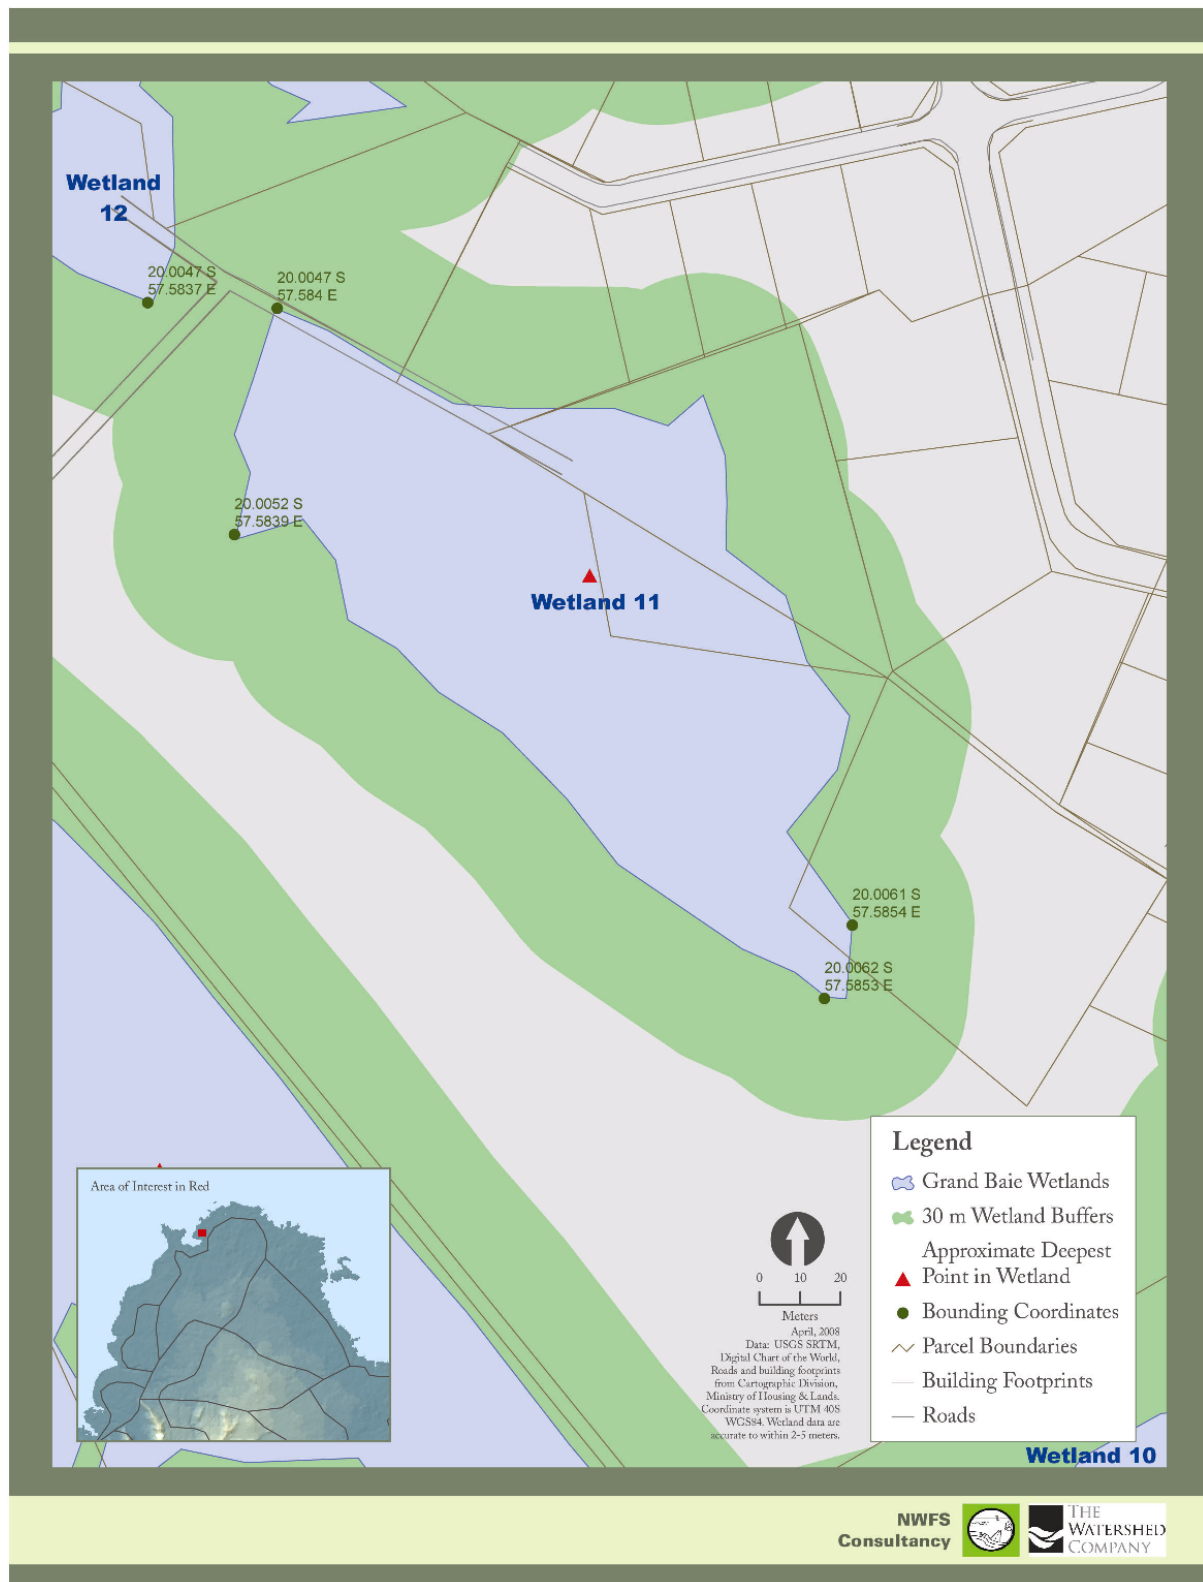 Wetland
12
20.0047 S
57.5837 E
20.0047 S
57.584 E
20.0052 S
57.5839 E
Wetland 11
20.0061 S
57.5854 E
20.0062 S
57.5853 E
Area of Interest in Red
0 10 20
Meters
April, 2008
Data: USGS SRTM,
Digital Chart of the World,
Roads and building footprints
from Cartographic Division,
Ministry of Housing & Lands.
Coordinate system is UTM 40S
WGS84. Wetland data are
accurate to within 2-5 meters.
Legend
Grand Baie Wetlands
30 m Wetland Buffers
Approximate Deepest
Point in Wetland
Bounding Coordinates
Parcel Boundaries
Building Footprints
Roads
Wetland 10
NWFS
Consultancy
THE
WATERSHED
COMPANY